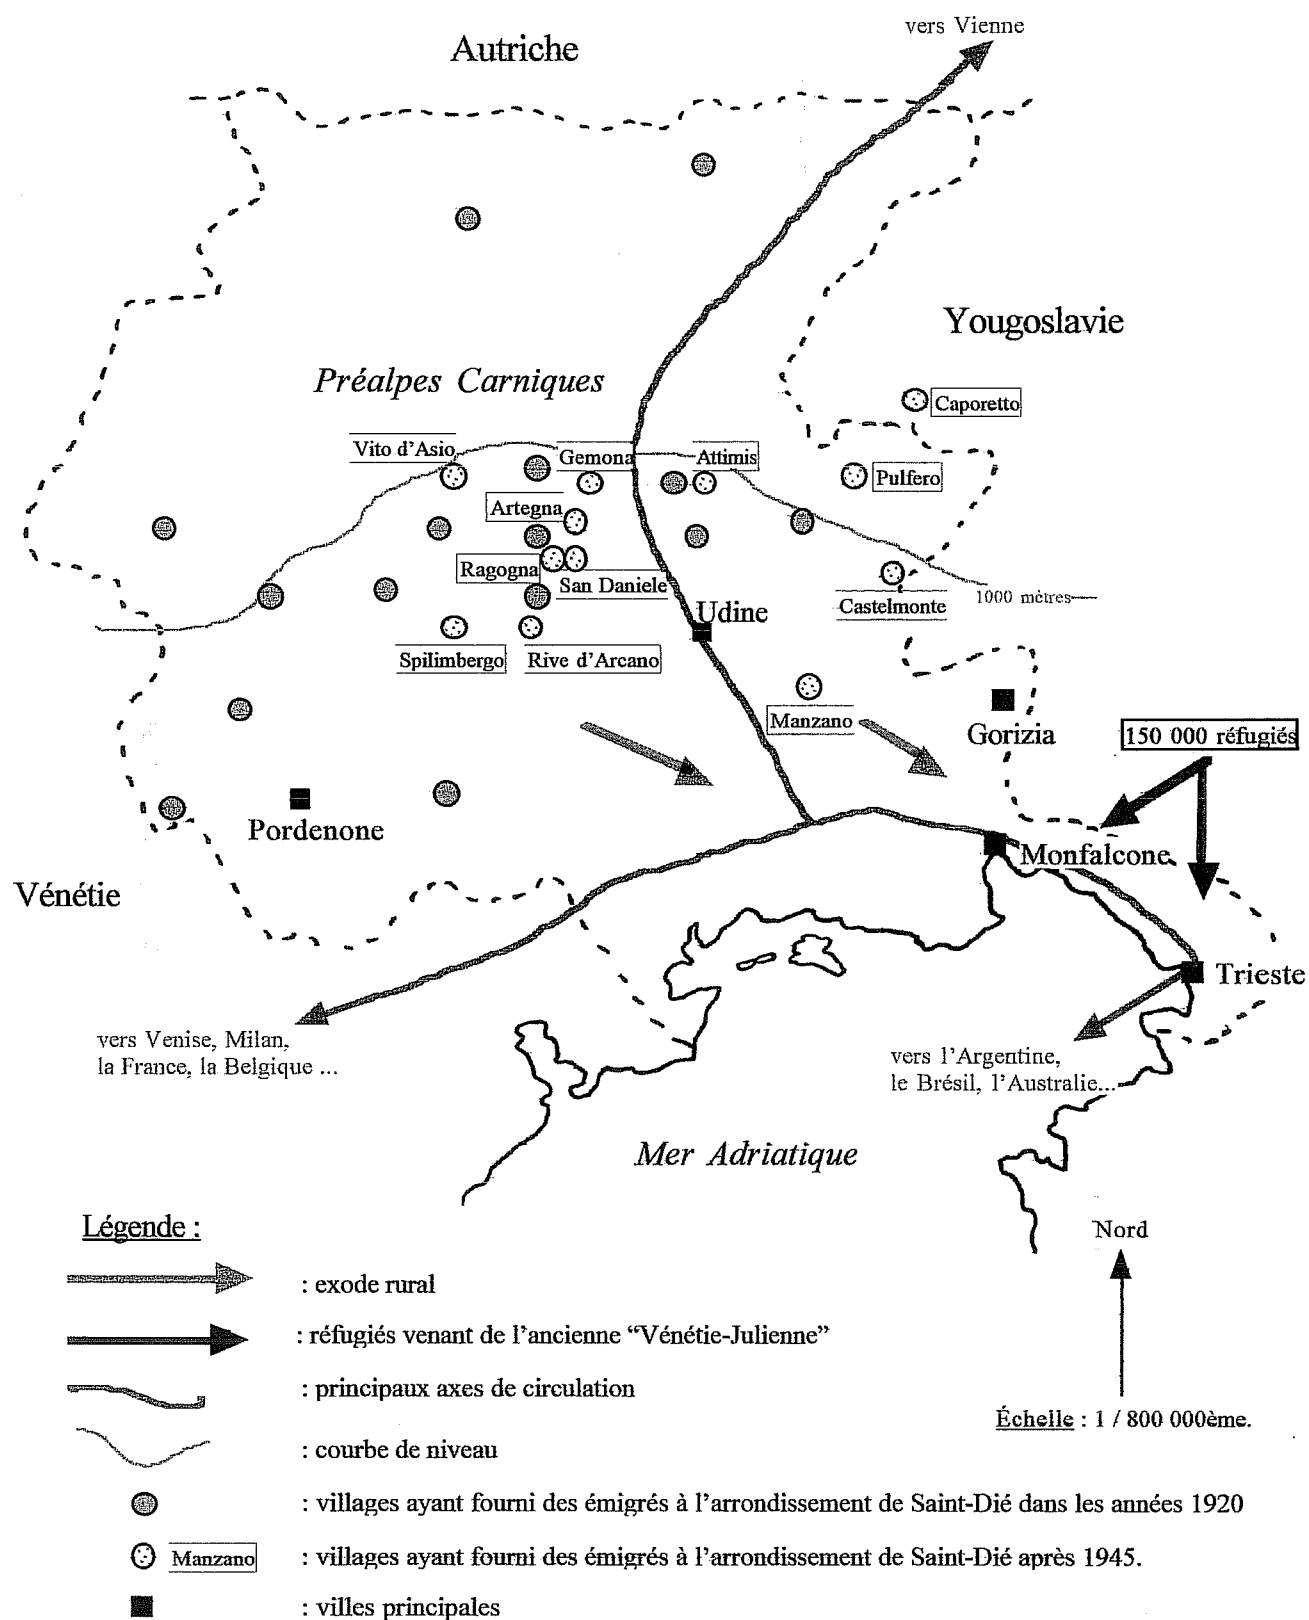 vers Vienne
Autriche
Yougoslavie
Préalpes Carniques
Caporetto
Vito d'Asio
Gemona
Attimis
Pulfero
Artegna
Ragogna
San Daniele
Castelmonte
1000 mètres
Udine
Spilimbergo
Rive d'Arcano
Manzano
Gorizia
150 000 réfugiés
Pordenone
Monfalcone
Vénétie
Trieste
vers Venise, Milan,
la France, la Belgique ...
vers l'Argentine,
le Brésil, l'Australie...
Mer Adriatique
Légende :
Nord
: exode rural
: réfugiés venant de l'ancienne “Vénétie-Julienne”
: principaux axes de circulation
Échelle : 1 / 800 000ème.
: courbe de niveau
: villages ayant fourni des émigrés à l'arrondissement de Saint-Dié dans les années 1920
Manzano : villages ayant fourni des émigrés à l'arrondissement de Saint-Dié après 1945.
: villes principales